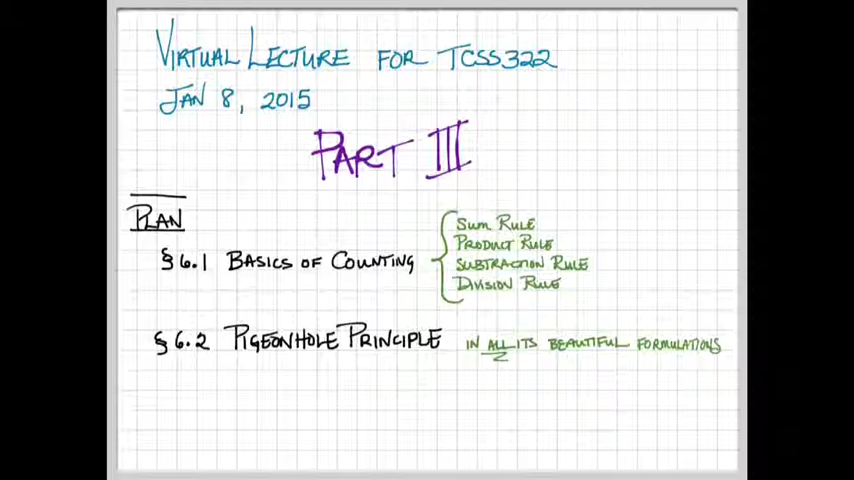 VIRTUAL LECTURE FOR TCSS322
JAN 8, 2015
PART III
PLAN
§ 6.1 BASICS OF COUNTING
SUM RULE
PRODUCT RULE
SUBTRACTION RULE
DIVISION RULE
§ 6.2 PIGEONHOLE PRINCIPLE IN ALL ITS BEAUTIFUL FORMULATIONS